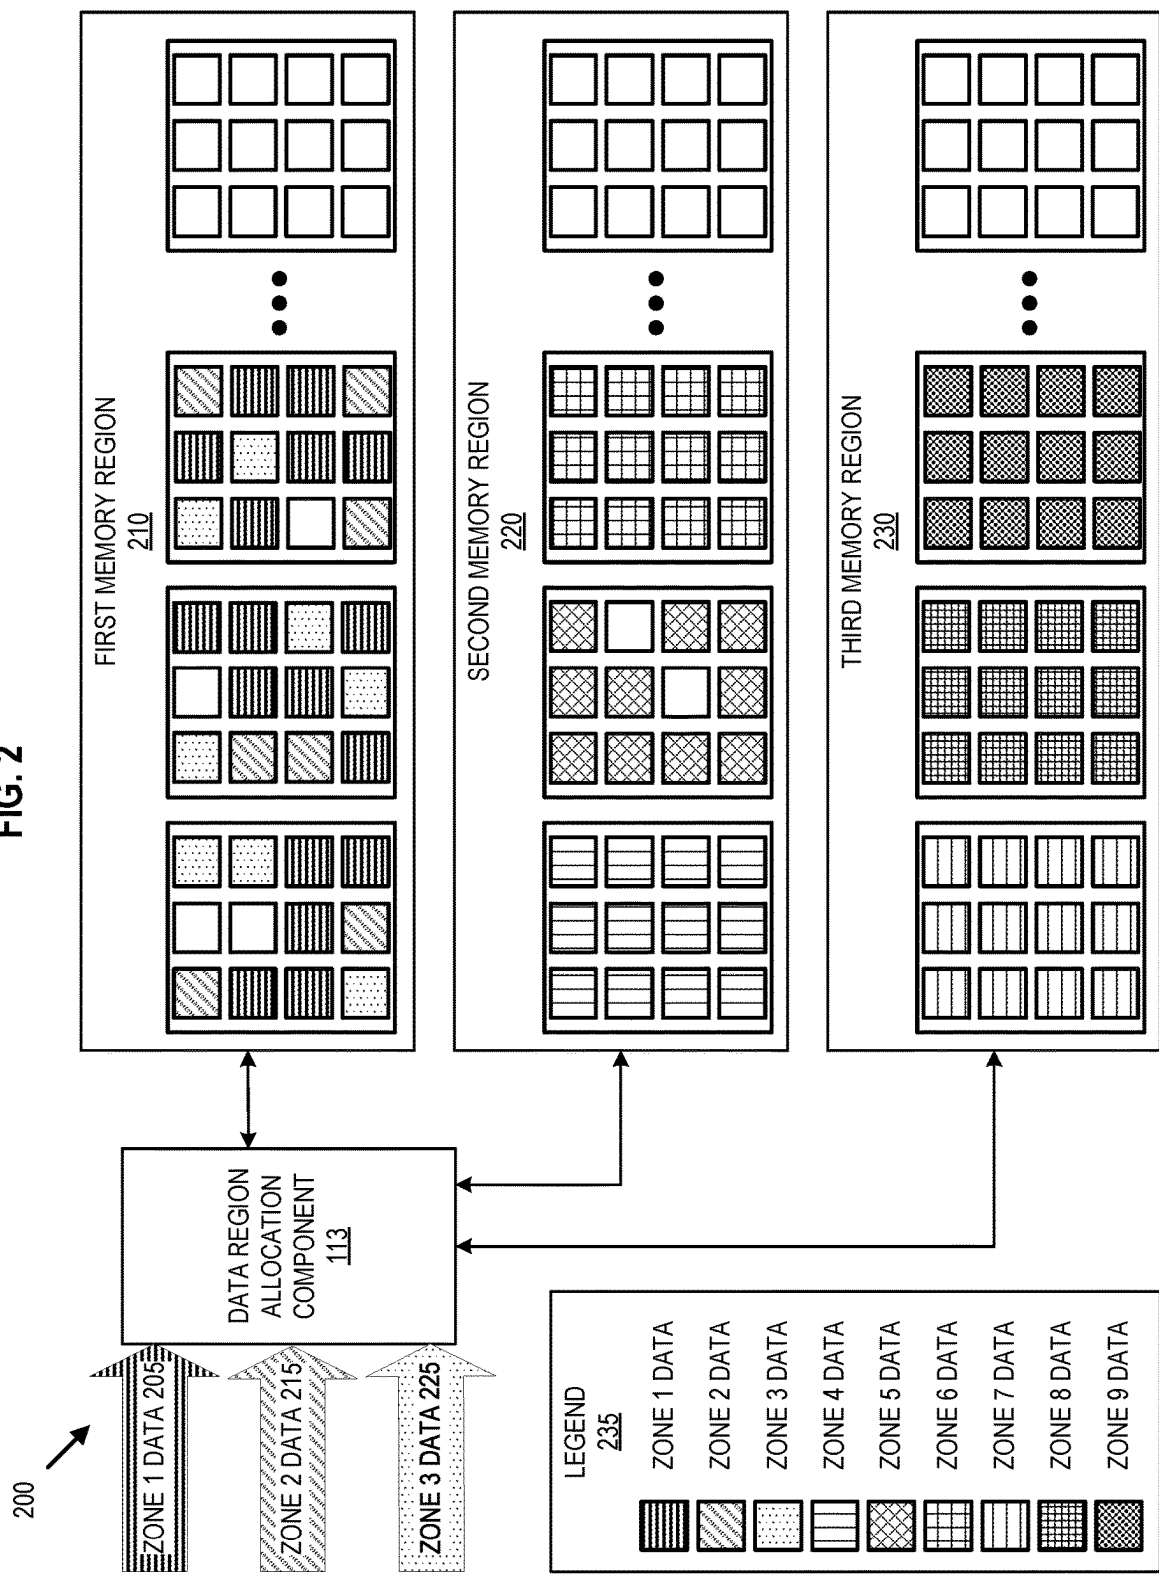 FIG. 2
200
ZONE 1 DATA 205
ZONE 2 DATA 215
ZONE 3 DATA 225
DATA REGION
ALLOCATION
COMPONENT
113
FIRST MEMORY REGION
210
SECOND MEMORY REGION
220
THIRD MEMORY REGION
230
LEGEND
235
ZONE 1 DATA
ZONE 2 DATA
ZONE 3 DATA
ZONE 4 DATA
ZONE 5 DATA
ZONE 6 DATA
ZONE 7 DATA
ZONE 8 DATA
ZONE 9 DATA